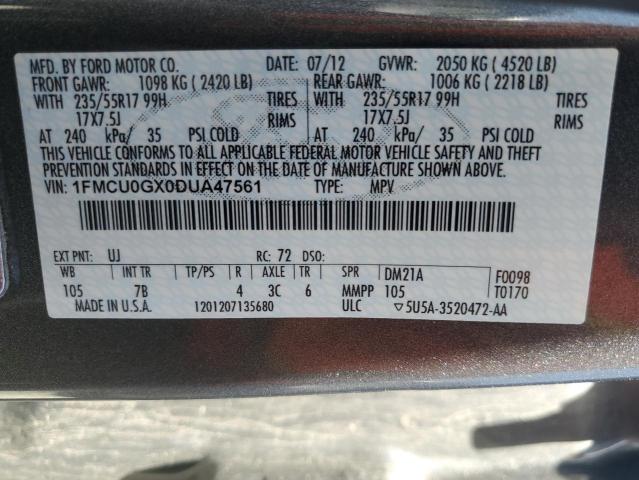 MFD. BY FORD MOTOR CO. DATE: 07/12 GVWR: 2050 KG (4520 LB)
FRONT GAWR: 1098 KG (2420 LB) REAR GAWR: 1006 KG (2218 LB)
WITH 235/55R17 99H TIRES WITH 235/55R17 99H TIRES
17X7.5J RIMS 17X7.5J RIMS
AT 240 kPa/ 35 PSI COLD AT 240 kPa/ 35 PSI COLD
THIS VEHICLE CONFORMS TO ALL APPLICABLE FEDERAL MOTOR VEHICLE SAFETY AND THEFT
PREVENTION STANDARDS IN EFFECT ON THE DATE OF MANUFACTURE SHOWN ABOVE.
VIN: 1FMCU0GX0DUA47561 TYPE: MPV
EXT PNT: UJ RC: 72 DSO:
WB INT TR TP/PS R AXLE TR SPR DM21A F0098
105 7B 4 3C 6 MMPP 105 T0170
MADE IN U.S.A. 1201207135680 ULC ▽5U5A-3520472-AA